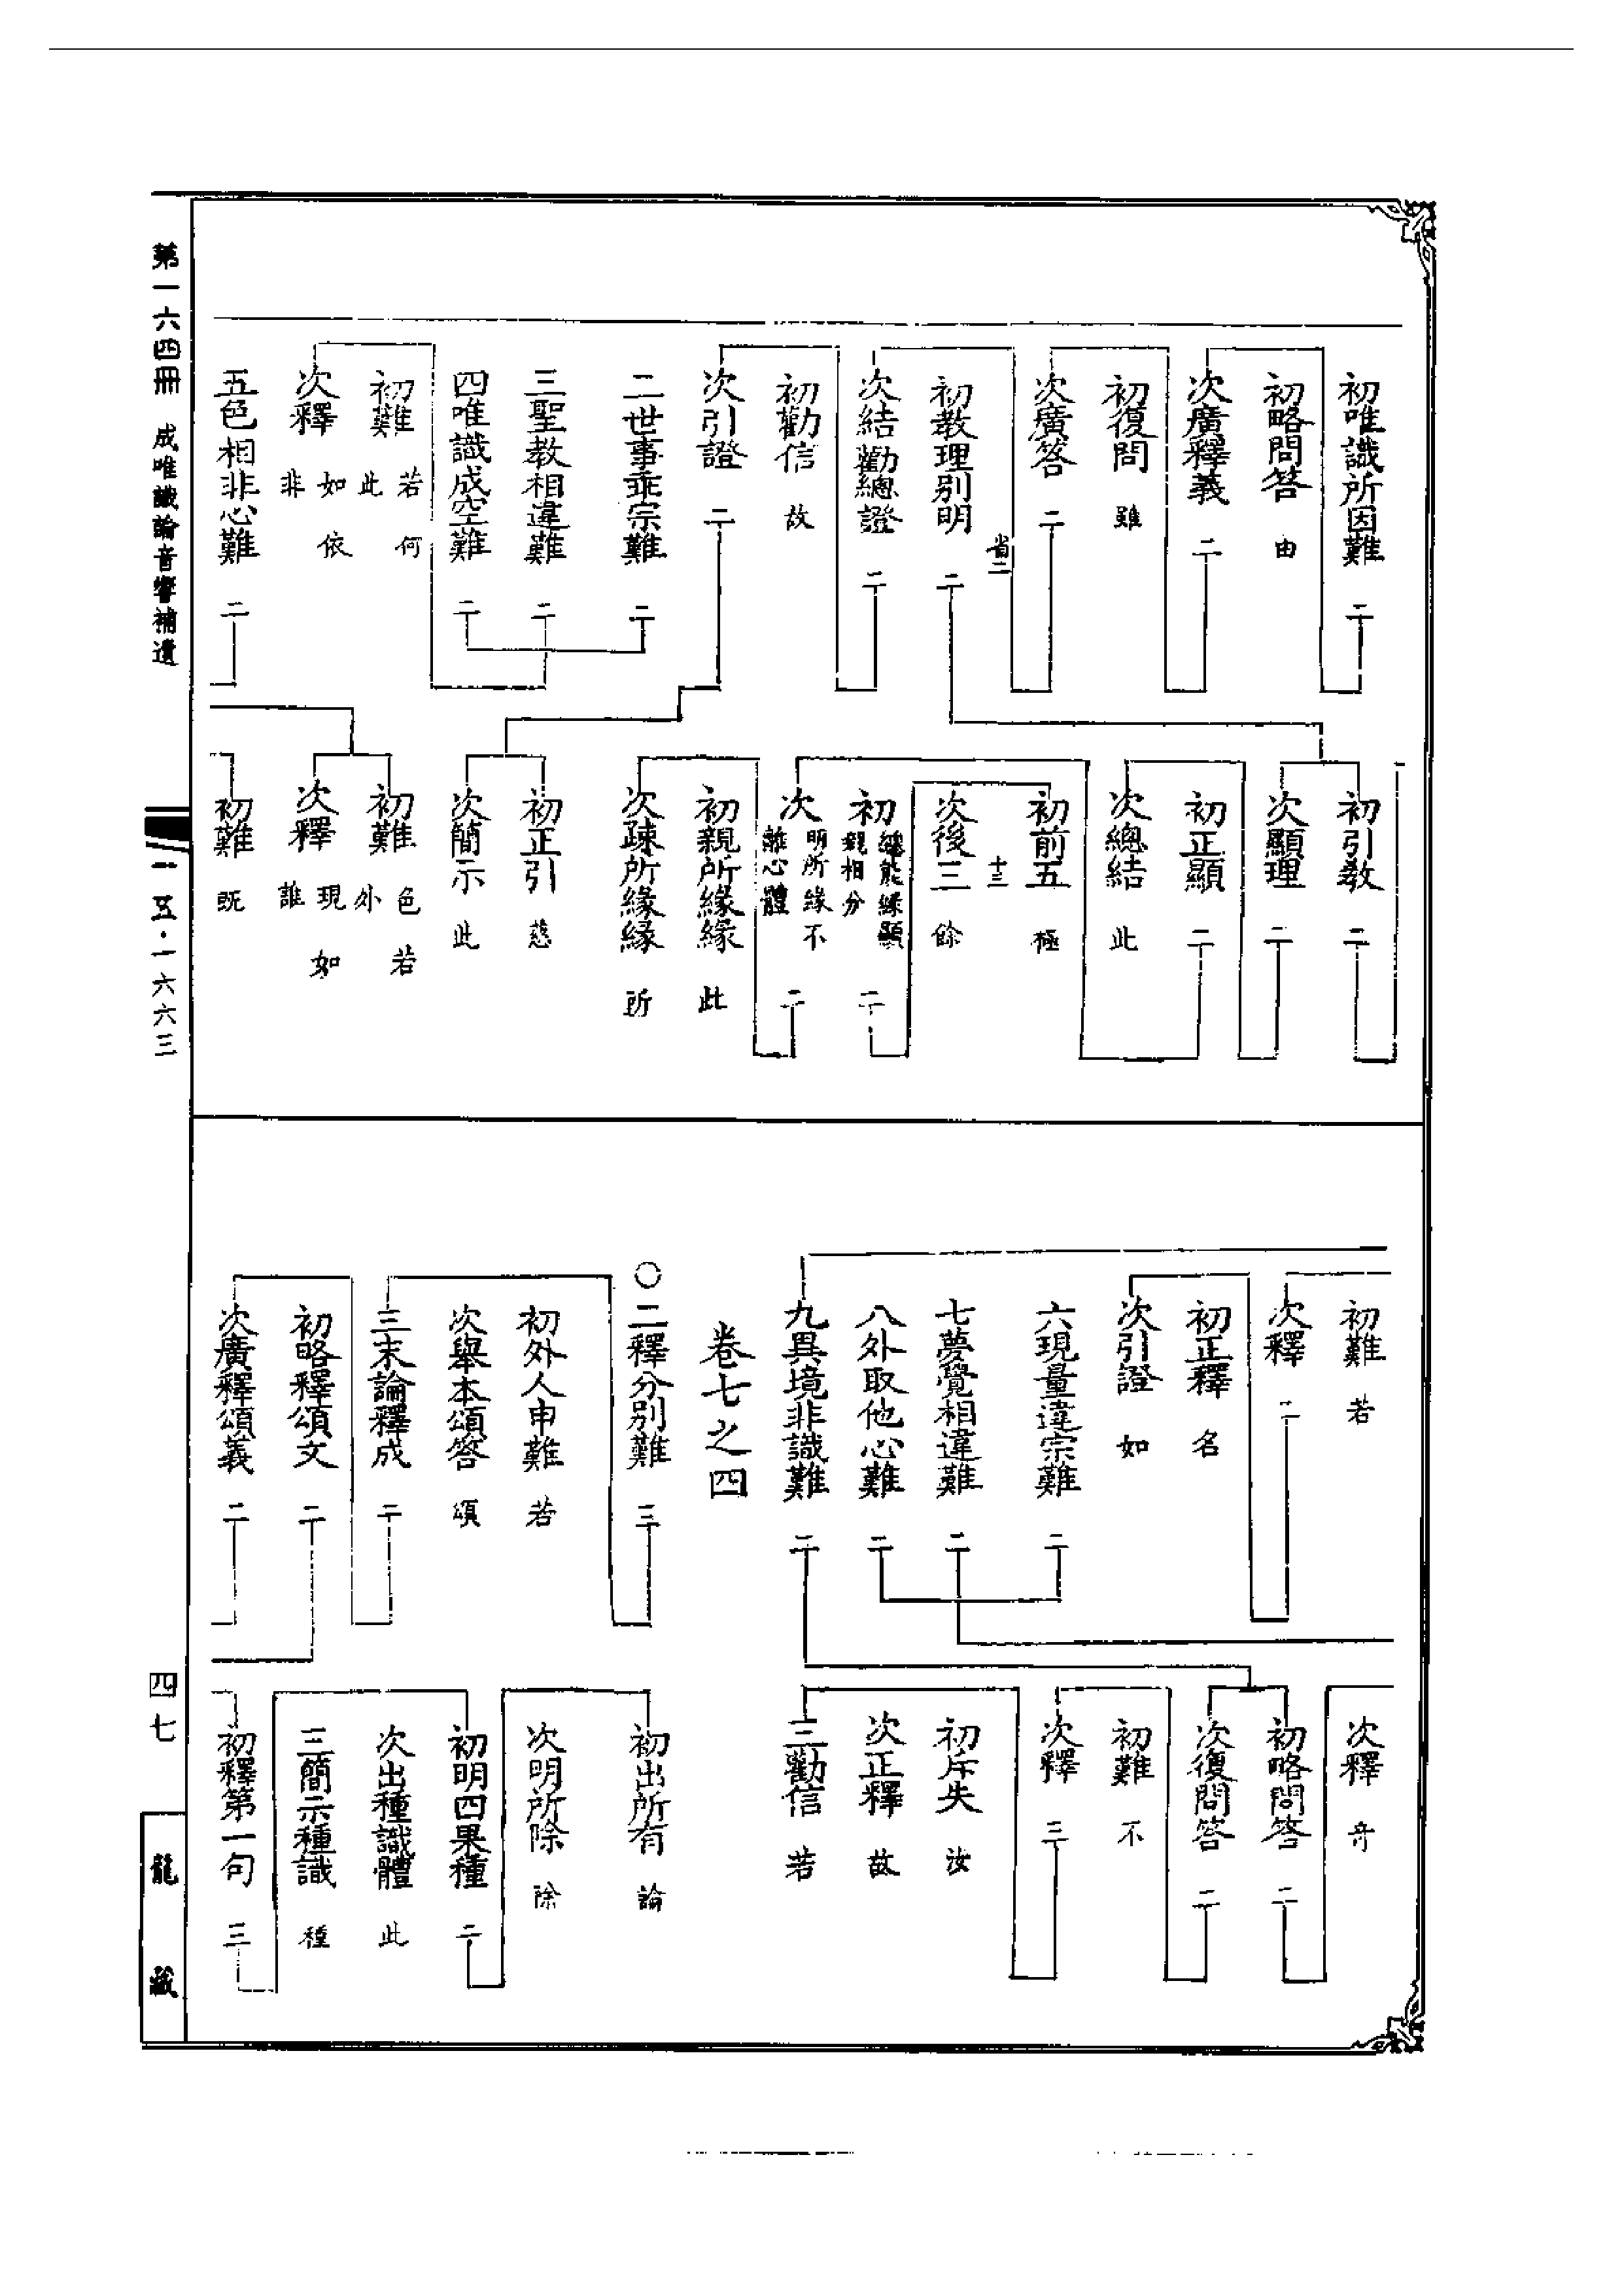 初唯識所因難 二
初略問答 由
次廣釋義 二
初復問 雖
次廣答 二
省二
初教理別明 二
次結勸總證 二
初勸信 故
次引證 二
二世事乖宗難 二
三聖教相違難 二
四唯識成空難 二
初難 若何 此
次釋 如依 非
五色相非心難 二
初引教 二
次顯理 二
初正顯 二
次總結 此
初前五 極
十三
次後三 餘
初 總能緣顯親相分 二
次 明所緣不離心體 二
初親所緣緣 此
次疎所緣緣 所
初正引 慈
次簡示 此
初難 色若 外
次釋 現如 誰
初難 既
初難 若
次釋 二
初正釋 名
次引證 如
六現量違宗難 二
七夢覺相違難 二
八外取他心難 二
九異境非識難 二
卷七之四
○二釋分別難 三
初外人申難 若
次舉本頌答 頌
三末論釋成 二
初略釋頌文 二
次廣釋頌義 二
次釋 奇
初略問答 二
次復問答 二
初難 不
次釋 三
初斥失 汝
次正釋 故
三勸信 若
初出所有 論
次明所除 除
初明四果種 二
次出種識體 此
三簡示種識 種
初釋第一句 三
第一六四冊 成唯識論音響補遺
一五·一六六三
四七
龍藏